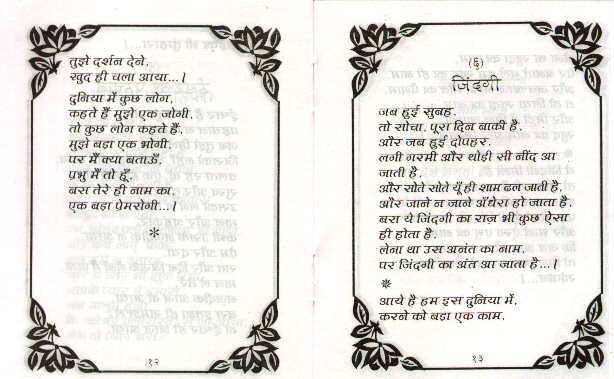 तुझे दर्शन देने,
खुद ही चला आया...।
दुनिया में कुछ लोग,
कहते हैं मुझे एक जोगी,
तो कुछ लोग कहते हैं,
मुझे बडा एक भोगी,
पर मैं क्या बताऊँ,
प्रभु मैं तो हूँ,
बस तेरे ही नाम का,
एक बडा प्रेमरोगी...।
*
१२
(६)
जिंदगी
जब हुई सुबह,
तो सोचा, पूरा दिन बाकी है,
और जब हुई दोपहर,
लगी गरमी और थोडी सी नींद आ
जाती है,
और सोते सोते यूँ ही शाम ढल जाती है,
और जाने न जाने अँधेरा हो जाता है,
बस ये जिंदगी का राज़ भी कुछ ऐसा
ही होता है,
लेना था उस अनंत का नाम,
पर जिंदगी का अंत आ जाता है...।
*
आये है हम इस दुनिया में,
करने को बडा एक काम,
१३